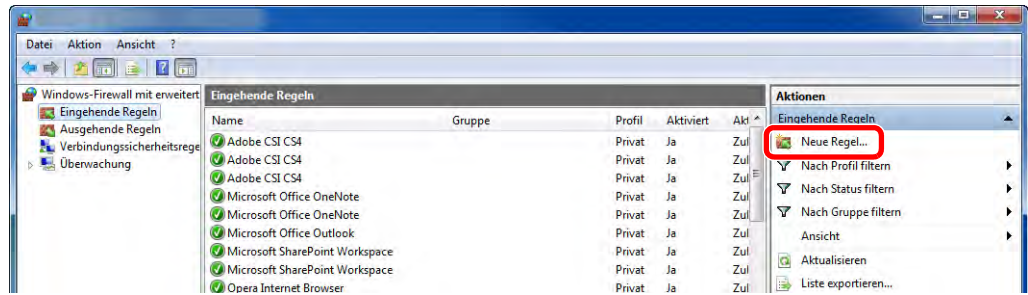 Datei Aktion Ansicht ?
Windows-Firewall mit erweitert
Eingehende Regeln
Ausgehende Regeln
Verbindungssicherheitsrege
Überwachung
Eingehende Regeln
Name Gruppe Profil Aktiviert Akt
Adobe CSI CS4 Privat Ja Zul
Adobe CSI CS4 Privat Ja Zul
Adobe CSI CS4 Privat Ja Zul
Microsoft Office OneNote Privat Ja Zul
Microsoft Office OneNote Privat Ja Zul
Microsoft Office Outlook Privat Ja Zul
Microsoft SharePoint Workspace Privat Ja Zul
Microsoft SharePoint Workspace Privat Ja Zul
Opera Internet Browser Privat Ja Zul
Aktionen
Eingehende Regeln
Neue Regel...
Nach Profil filtern
Nach Status filtern
Nach Gruppe filtern
Ansicht
Aktualisieren
Liste exportieren...